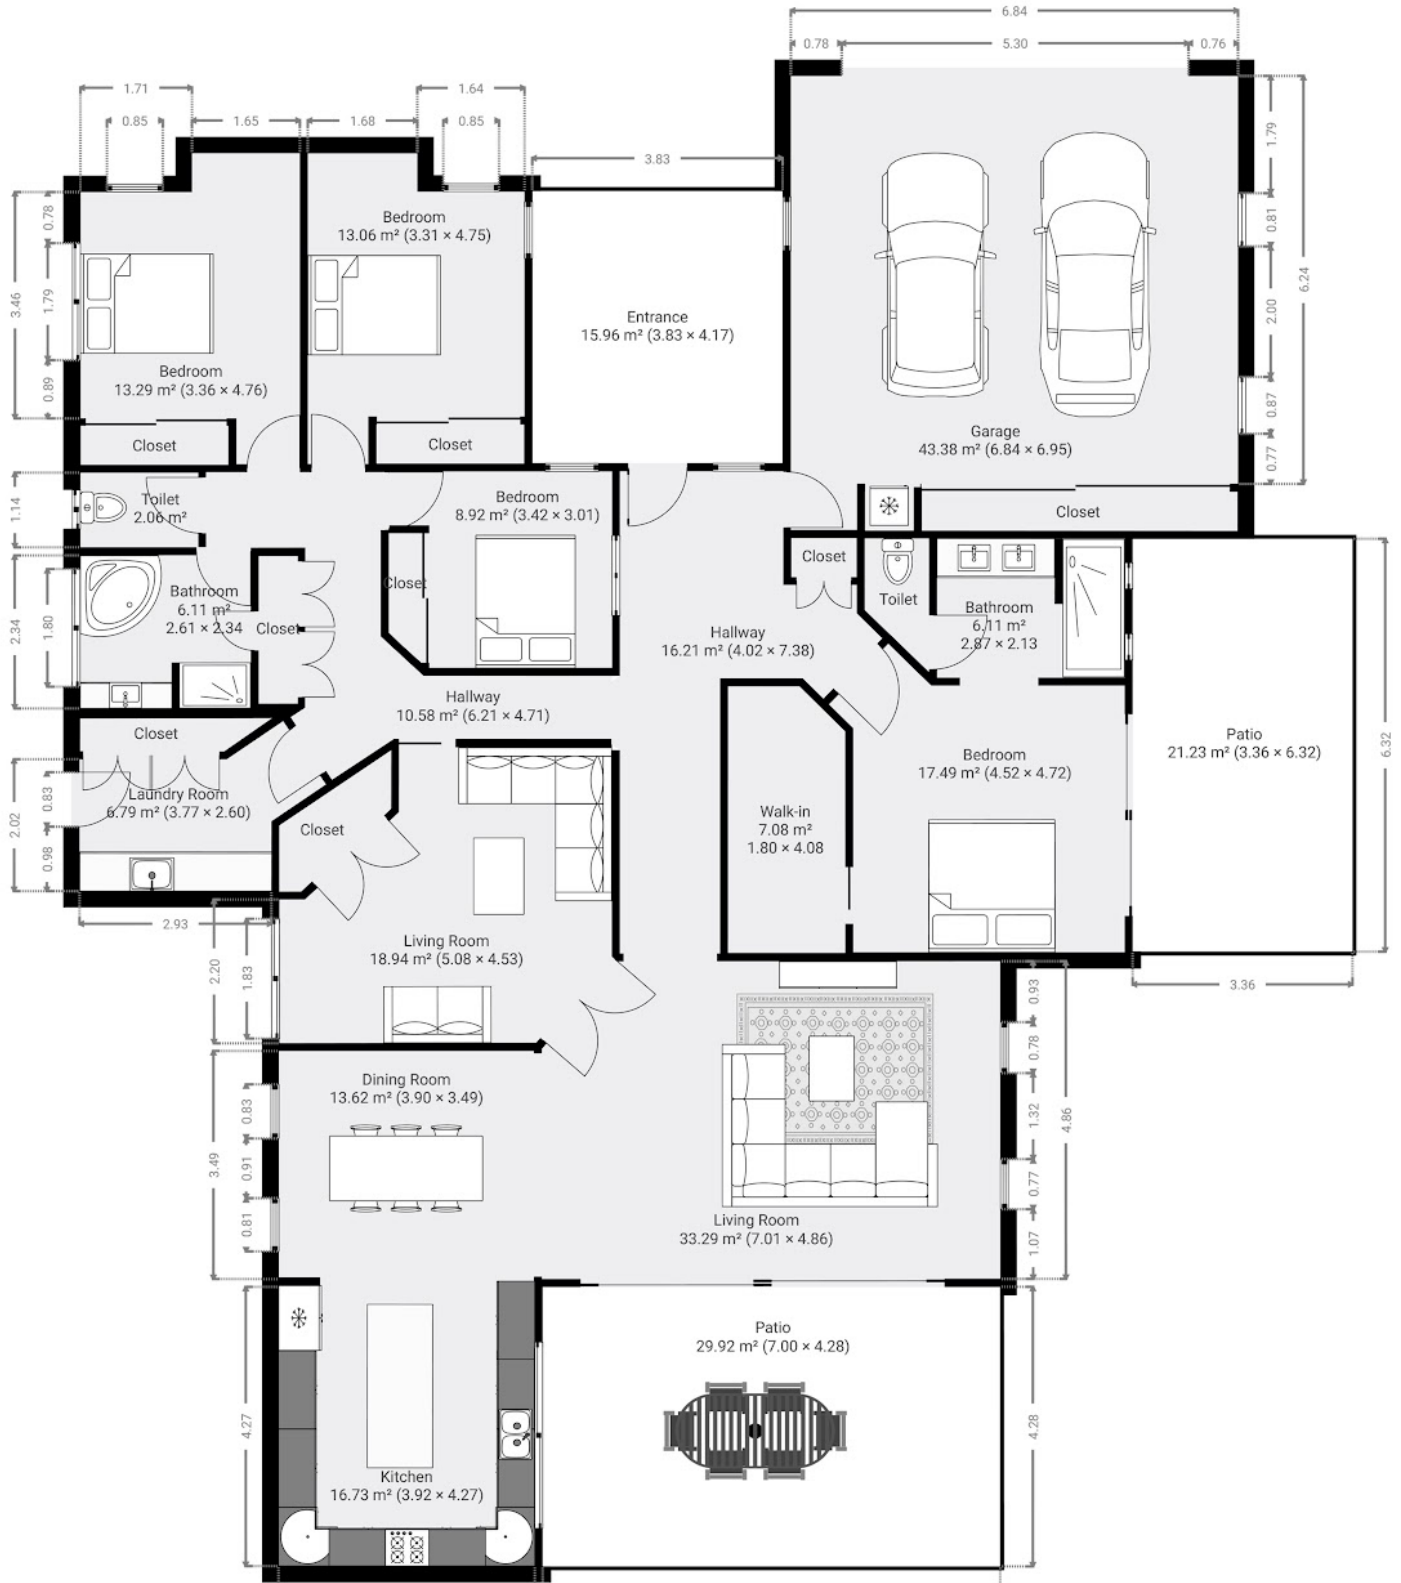 6.84
0.78
5.30
0.76
1.71
1.64
0.85
1.65
1.68
0.85
3.83
1.79
0.81
6.24
2.00
0.87
0.77
0.78
3.46
1.79
0.89
Bedroom
13.06 m² (3.31 × 4.75)
Entrance
15.96 m² (3.83 × 4.17)
Bedroom
13.29 m² (3.36 × 4.76)
Garage
43.38 m² (6.84 × 6.95)
Closet
Closet
Closet
1.14
Toilet
2.06 m²
Bedroom
8.92 m² (3.42 × 3.01)
Closet
Closet
Toilet
2.34
1.80
Bathroom
6.11 m²
2.61 × 2.34
Closet
Hallway
16.21 m² (4.02 × 7.38)
Bathroom
6.11 m²
2.87 × 2.13
Hallway
10.58 m² (6.21 × 4.71)
Closet
Bedroom
17.49 m² (4.52 × 4.72)
Patio
21.23 m² (3.36 × 6.32)
6.32
2.02
0.83
0.98
Laundry Room
6.79 m² (3.77 × 2.60)
Closet
Walk-in
7.08 m²
1.80 × 4.08
2.93
Living Room
18.94 m² (5.08 × 4.53)
2.20
1.83
3.36
0.93
0.78
1.32
4.86
0.77
1.07
Dining Room
13.62 m² (3.90 × 3.49)
0.83
3.49
0.91
0.81
Living Room
33.29 m² (7.01 × 4.86)
Patio
29.92 m² (7.00 × 4.28)
4.27
4.28
Kitchen
16.73 m² (3.92 × 4.27)